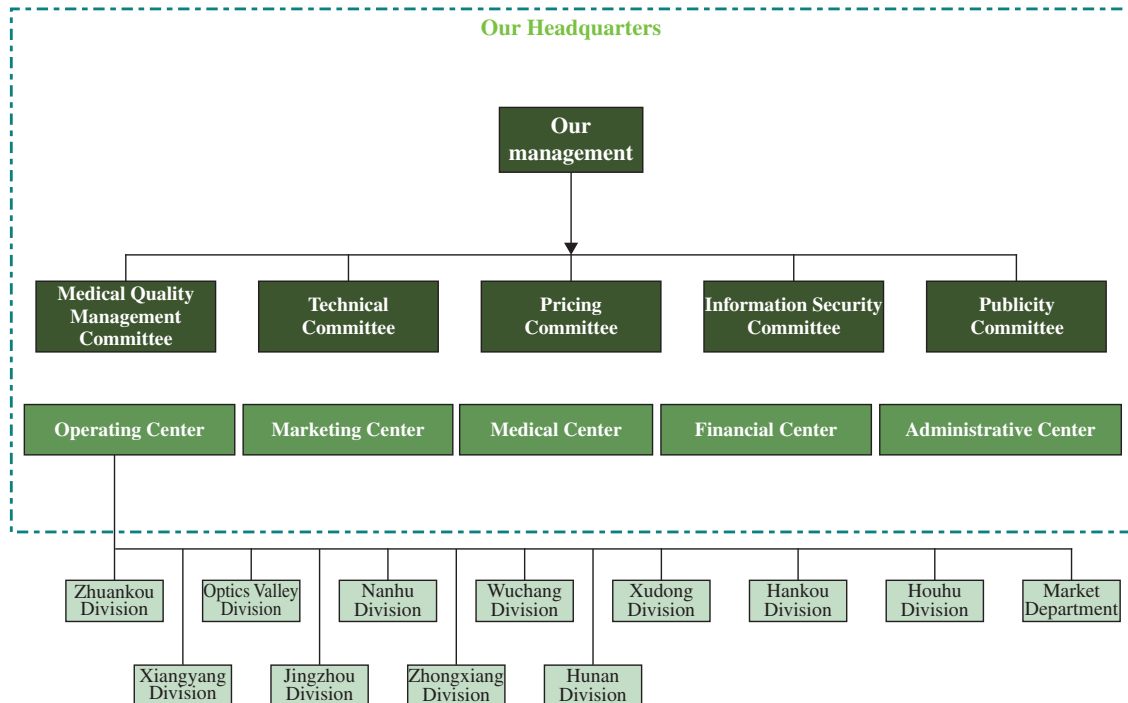 Our Headquarters
Our
management
Medical Quality
Management
Committee
Technical
Committee
Pricing
Committee
Information Security
Committee
Publicity
Committee
Operating Center
Marketing Center
Medical Center
Financial Center
Administrative Center
Zhuankou
Division
Optics Valley
Division
Nanhu
Division
Wuchang
Division
Xudong
Division
Hankou
Division
Houhu
Division
Market
Department
Xiangyang
Division
Jingzhou
Division
Zhongxiang
Division
Hunan
Division